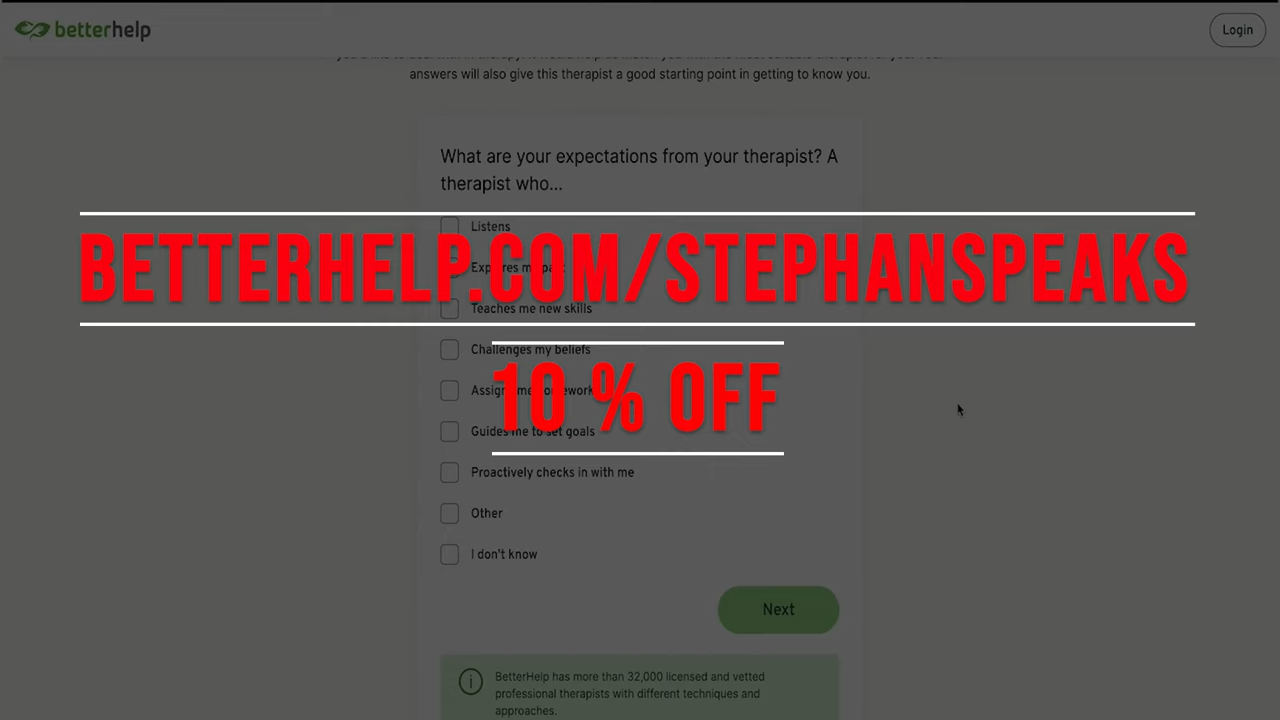 betterhelp
Login
answers will also give this therapist a good starting point in getting to know you.
What are your expectations from your therapist? A
therapist who...
Listens
BETTERHELP.COM/STEPHANSPEAKS
Teaches me new skills
Challenges my beliefs
10 % OFF
Guides me to set goals
Proactively checks in with me
Other
I don't know
Next
BetterHelp has more than 32,000 licensed and vetted
professional therapists with different techniques and
approaches.